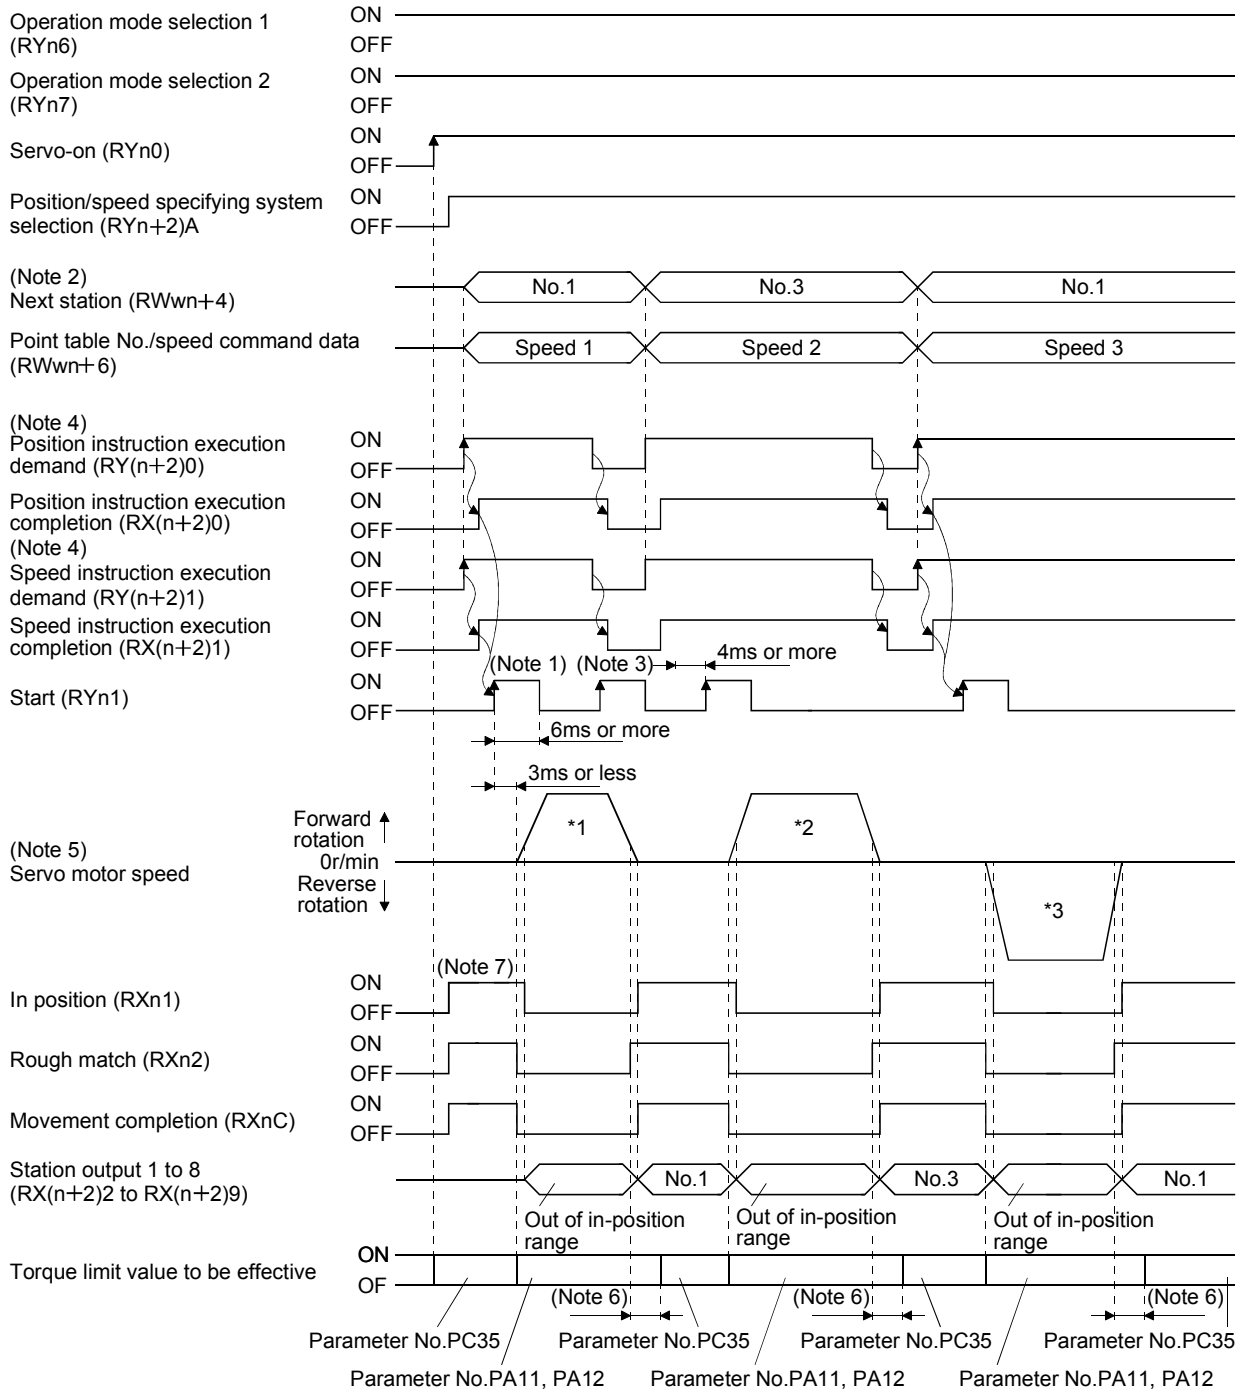 Operation mode selection 1
(RYn6)
ON
OFF
Operation mode selection 2
(RYn7)
ON
OFF
Servo-on (RYn0)
ON
OFF
Position/speed specifying system
selection (RYn+2)A
ON
OFF
(Note 2)
Next station (RWwn+4)
No.1
No.3
No.1
Point table No./speed command data
(RWwn+6)
Speed 1
Speed 2
Speed 3
(Note 4)
Position instruction execution
demand (RY(n+2)0)
ON
OFF
Position instruction execution
completion (RX(n+2)0)
ON
OFF
(Note 4)
Speed instruction execution
demand (RY(n+2)1)
ON
OFF
Speed instruction execution
completion (RX(n+2)1)
ON
OFF
(Note 1)
(Note 3)
4ms or more
Start (RYn1)
ON
OFF
6ms or more
3ms or less
(Note 5)
Servo motor speed
Forward
rotation
0r/min
Reverse
rotation
*1
*2
*3
(Note 7)
In position (RXn1)
ON
OFF
Rough match (RXn2)
ON
OFF
Movement completion (RXnC)
ON
OFF
Station output 1 to 8
(RX(n+2)2 to RX(n+2)9)
No.1
No.3
No.1
Out of in-position
range
Out of in-position
range
Out of in-position
range
Torque limit value to be effective
ON
OF
(Note 6)
(Note 6)
(Note 6)
Parameter No.PC35
Parameter No.PC35
Parameter No.PC35
Parameter No.PC35
Parameter No.PA11, PA12
Parameter No.PA11, PA12
Parameter No.PA11, PA12